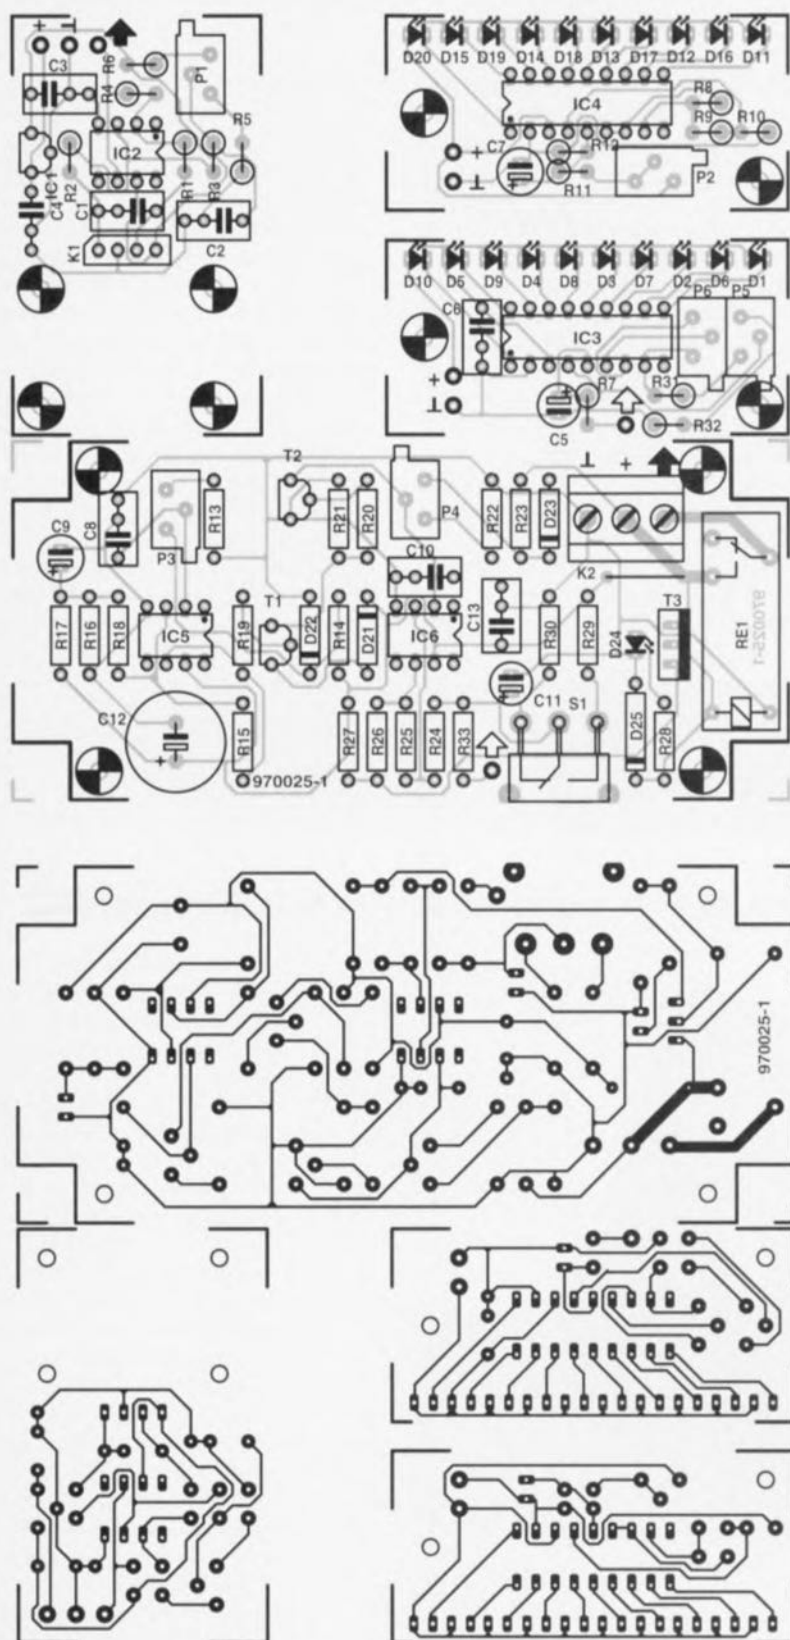 + ⊥
C3 R6 P1
R4 R5
IC2
R2 R1 R3
IC1
C4 C1
K1 C2
D20 D15 D19 D14 D18 D13 D17 D12 D16 D11
IC4 R8
R9 R10
C7 + R12
⊥ + R11 P2
D10 D5 D9 D4 D8 D3 D7 D2 D6 D1
C6 P6 P5
IC3
+ + R7 R31
⊥ C5 R32
T2 ⊥ +
C9 C8 R13 R21 R20 P4 R22 R23 D23
+ P3 C10 K2
R17 R16 R18 IC5 R19 T1 D22 R14 D21 IC6 C13 R30 R29 D24 T3 RE1
970025-1
C12 + R15 R27 R26 R25 R24 R33 + C11 S1 D25 R28
970025-1
970025-1